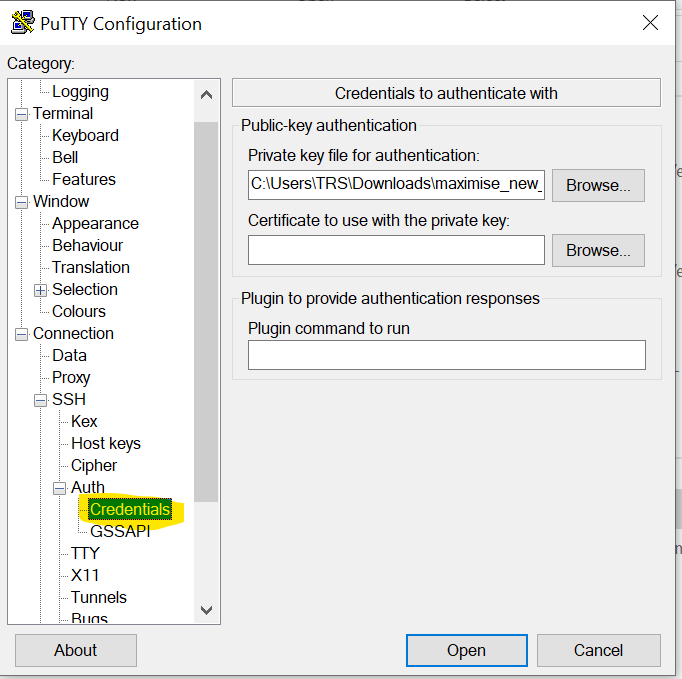 PuTTY Configuration
Category:
Logging
Terminal
Keyboard
Bell
Features
Window
Appearance
Behaviour
Translation
Selection
Colours
Connection
Data
Proxy
SSH
Kex
Host keys
Cipher
Auth
Credentials
GSSAPI
TTY
X11
Tunnels
Bugs
Credentials to authenticate with
Public-key authentication
Private key file for authentication:
C:\Users\TRS\Downloads\maximise_new_ Browse...
Certificate to use with the private key:
Browse...
Plugin to provide authentication responses
Plugin command to run
About Open Cancel